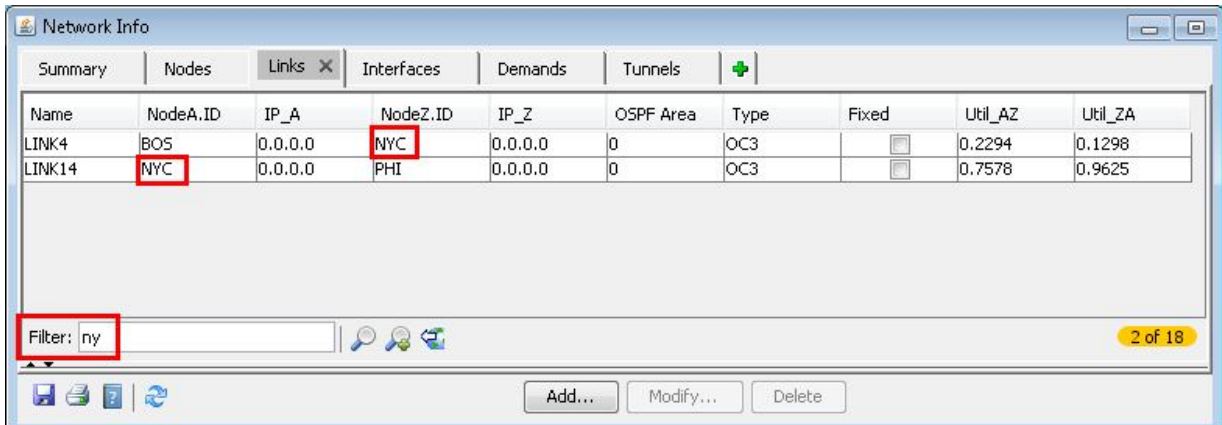 Network Info
Summary Nodes Links Interfaces Demands Tunnels
Name NodeA.ID IP_A NodeZ.ID IP_Z OSPF Area Type Fixed Util_AZ Util_ZA
LINK4 BOS 0.0.0.0 NYC 0.0.0.0 0 OC3 0.2294 0.1298
LINK14 NYC 0.0.0.0 PHI 0.0.0.0 0 OC3 0.7578 0.9625
Filter: ny 2 of 18
? Add... Modify... Delete